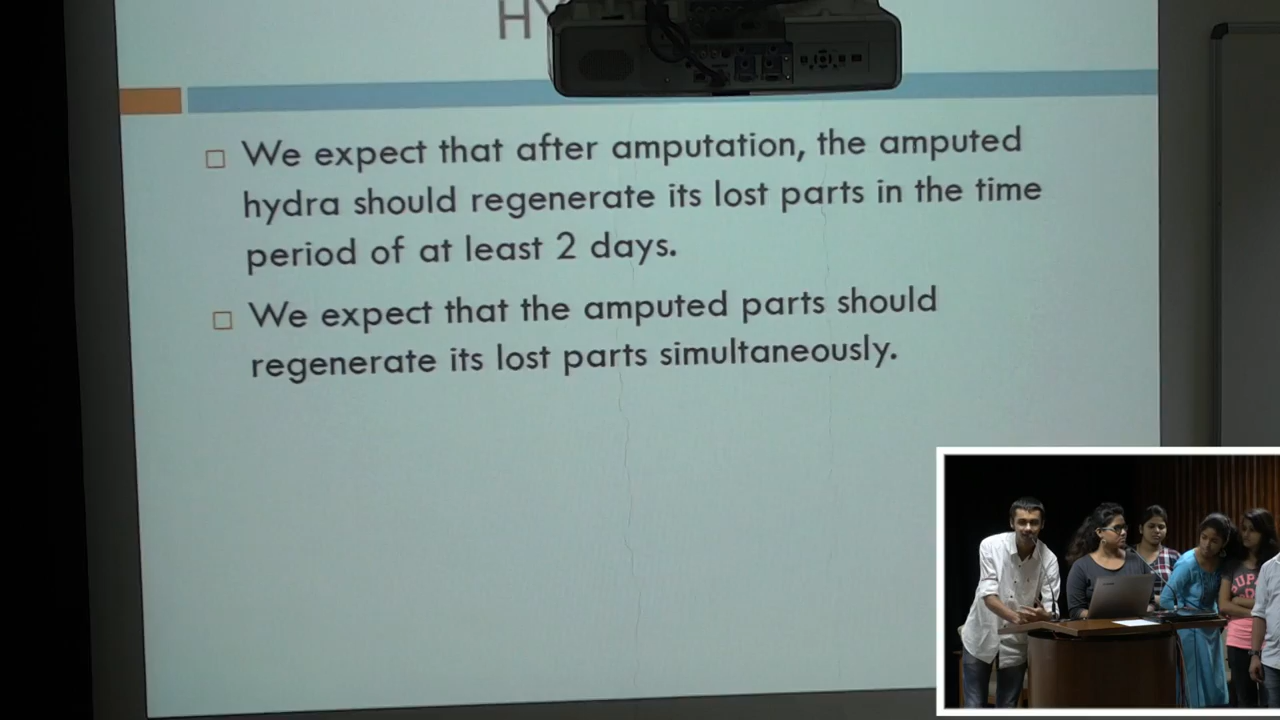 We expect that after amputation, the amputed
hydra should regenerate its lost parts in the time
period of at least 2 days.
We expect that the amputed parts should
regenerate its lost parts simultaneously.